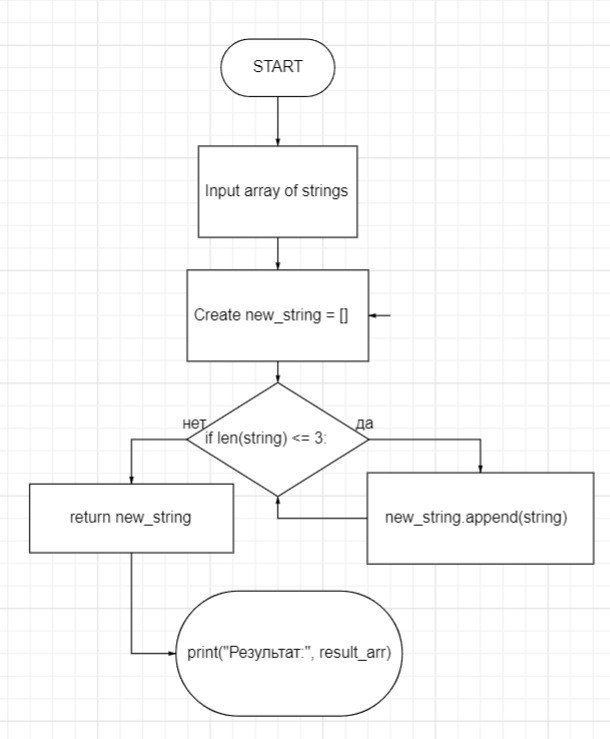 START
Input array of strings
Create new_string = []
нет
да
if len(string) <= 3:
return new_string
new_string.append(string)
print("Результат:", result_arr)